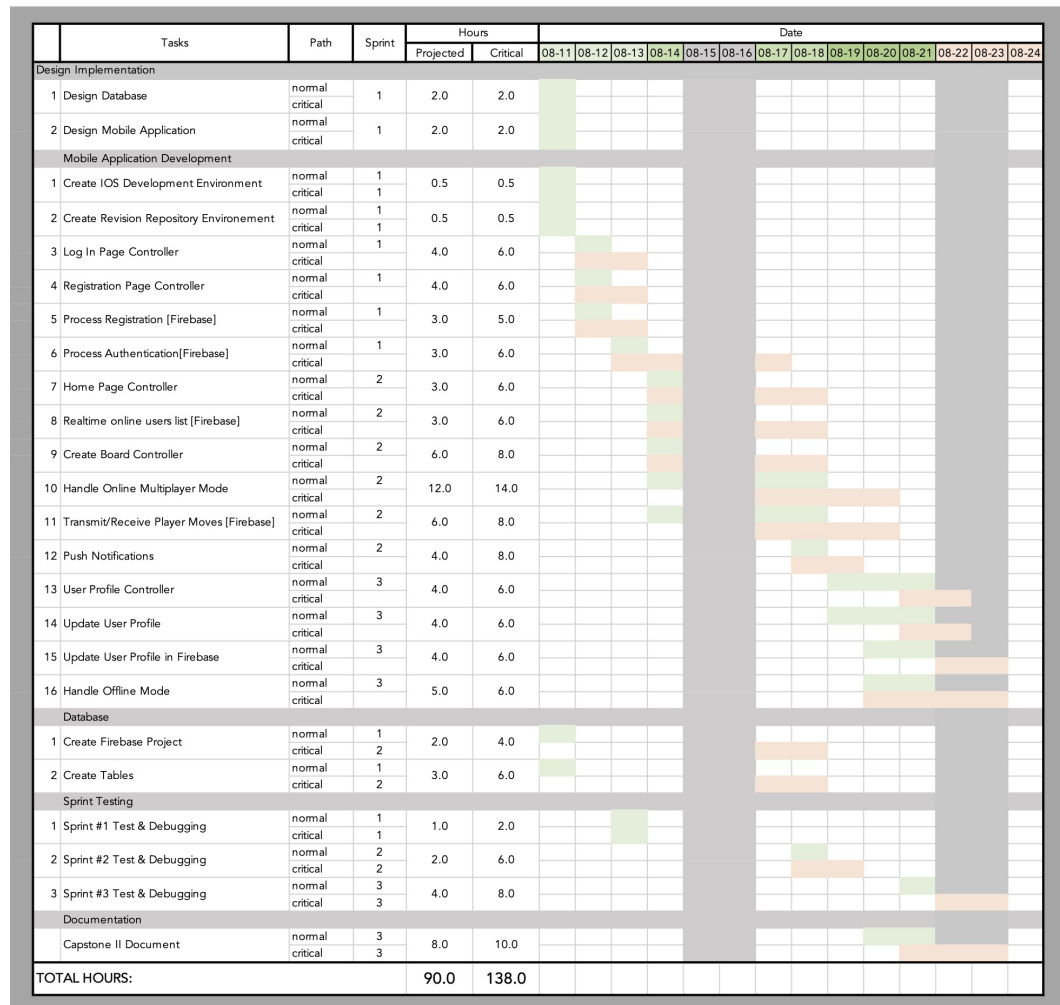 Tasks Path Sprint Hours Date
Projected Critical 08-11 08-12 08-13 08-14 08-15 08-16 08-17 08-18 08-19 08-20 08-21 08-22 08-23 08-24
Design Implementation
1 Design Database normal critical 1 2.0 2.0
2 Design Mobile Application normal critical 1 2.0 2.0
Mobile Application Development
1 Create IOS Development Environment normal 1 critical 1 0.5 0.5
2 Create Revision Repository Environement normal 1 critical 1 0.5 0.5
3 Log In Page Controller normal 1 critical 4.0 6.0
4 Registration Page Controller normal 1 critical 4.0 6.0
5 Process Registration [Firebase] normal 1 critical 3.0 5.0
6 Process Authentication[Firebase] normal 1 critical 3.0 6.0
7 Home Page Controller normal 2 critical 3.0 6.0
8 Realtime online users list [Firebase] normal 2 critical 3.0 6.0
9 Create Board Controller normal 2 critical 6.0 8.0
10 Handle Online Multiplayer Mode normal 2 critical 12.0 14.0
11 Transmit/Receive Player Moves [Firebase] normal 2 critical 6.0 8.0
12 Push Notifications normal 2 critical 4.0 8.0
13 User Profile Controller normal 3 critical 4.0 6.0
14 Update User Profile normal 3 critical 4.0 6.0
15 Update User Profile in Firebase normal 3 critical 4.0 6.0
16 Handle Offline Mode normal 3 critical 5.0 6.0
Database
1 Create Firebase Project normal 1 critical 2 2.0 4.0
2 Create Tables normal 1 critical 2 3.0 6.0
Sprint Testing
1 Sprint #1 Test & Debugging normal 1 critical 1 1.0 2.0
2 Sprint #2 Test & Debugging normal 2 critical 2 2.0 6.0
3 Sprint #3 Test & Debugging normal 3 critical 3 4.0 8.0
Documentation
Capstone II Document normal 3 critical 3 8.0 10.0
TOTAL HOURS: 90.0 138.0